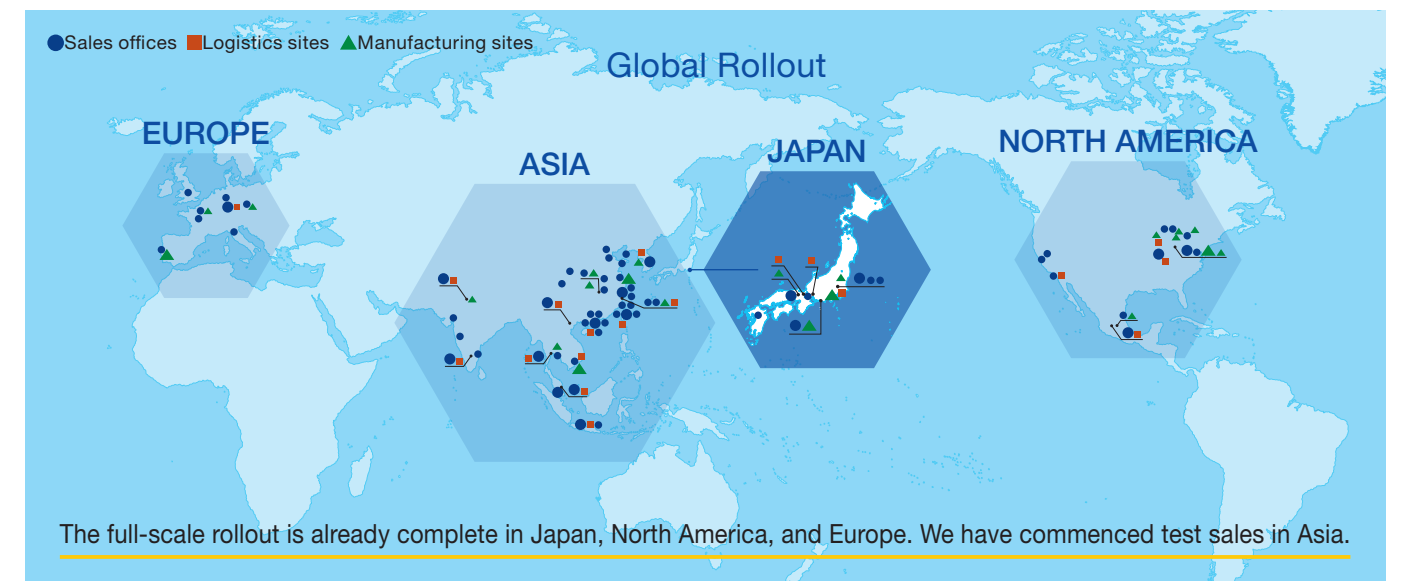 Sales offices Logistics sites Manufacturing sites
Global Rollout
EUROPE
ASIA
JAPAN
NORTH AMERICA
The full-scale rollout is already complete in Japan, North America, and Europe. We have commenced test sales in Asia.